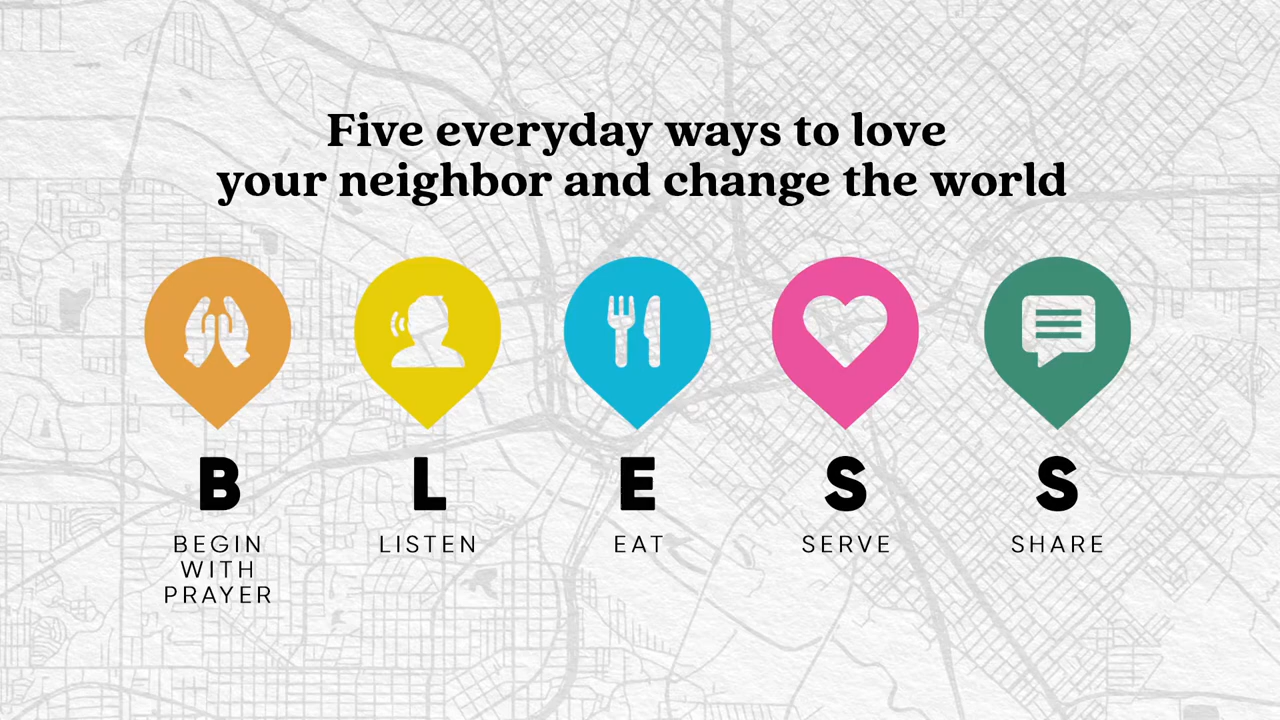 Five everyday ways to love
your neighbor and change the world
B
BEGIN
WITH
PRAYER
L
LISTEN
E
EAT
S
SERVE
S
SHARE